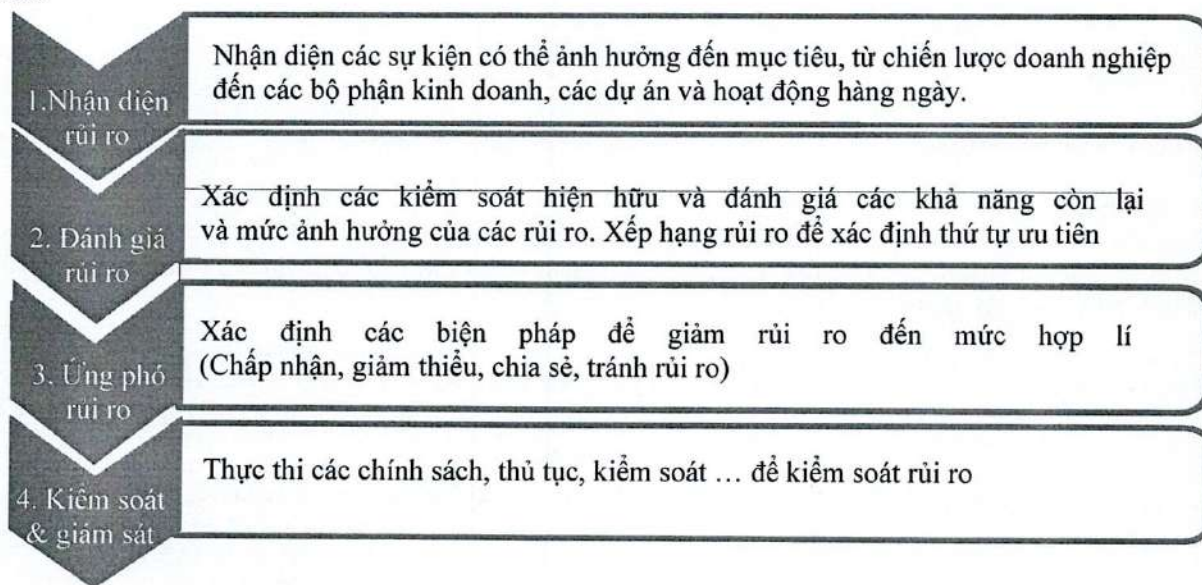 1.Nhận diện
rủi ro
Nhận diện các sự kiện có thể ảnh hưởng đến mục tiêu, từ chiến lược doanh nghiệp
đến các bộ phận kinh doanh, các dự án và hoạt động hàng ngày.
2. Đánh giá
rủi ro
Xác định các kiểm soát hiện hữu và đánh giá các khả năng còn lại
và mức ảnh hưởng của các rủi ro. Xếp hạng rủi ro để xác định thứ tự ưu tiên
3. Ứng phó
rủi ro
Xác định các biện pháp để giảm rủi ro đến mức hợp lí
(Chấp nhận, giảm thiểu, chia sẻ, tránh rủi ro)
4. Kiểm soát
& giám sát
Thực thi các chính sách, thủ tục, kiểm soát … để kiểm soát rủi ro